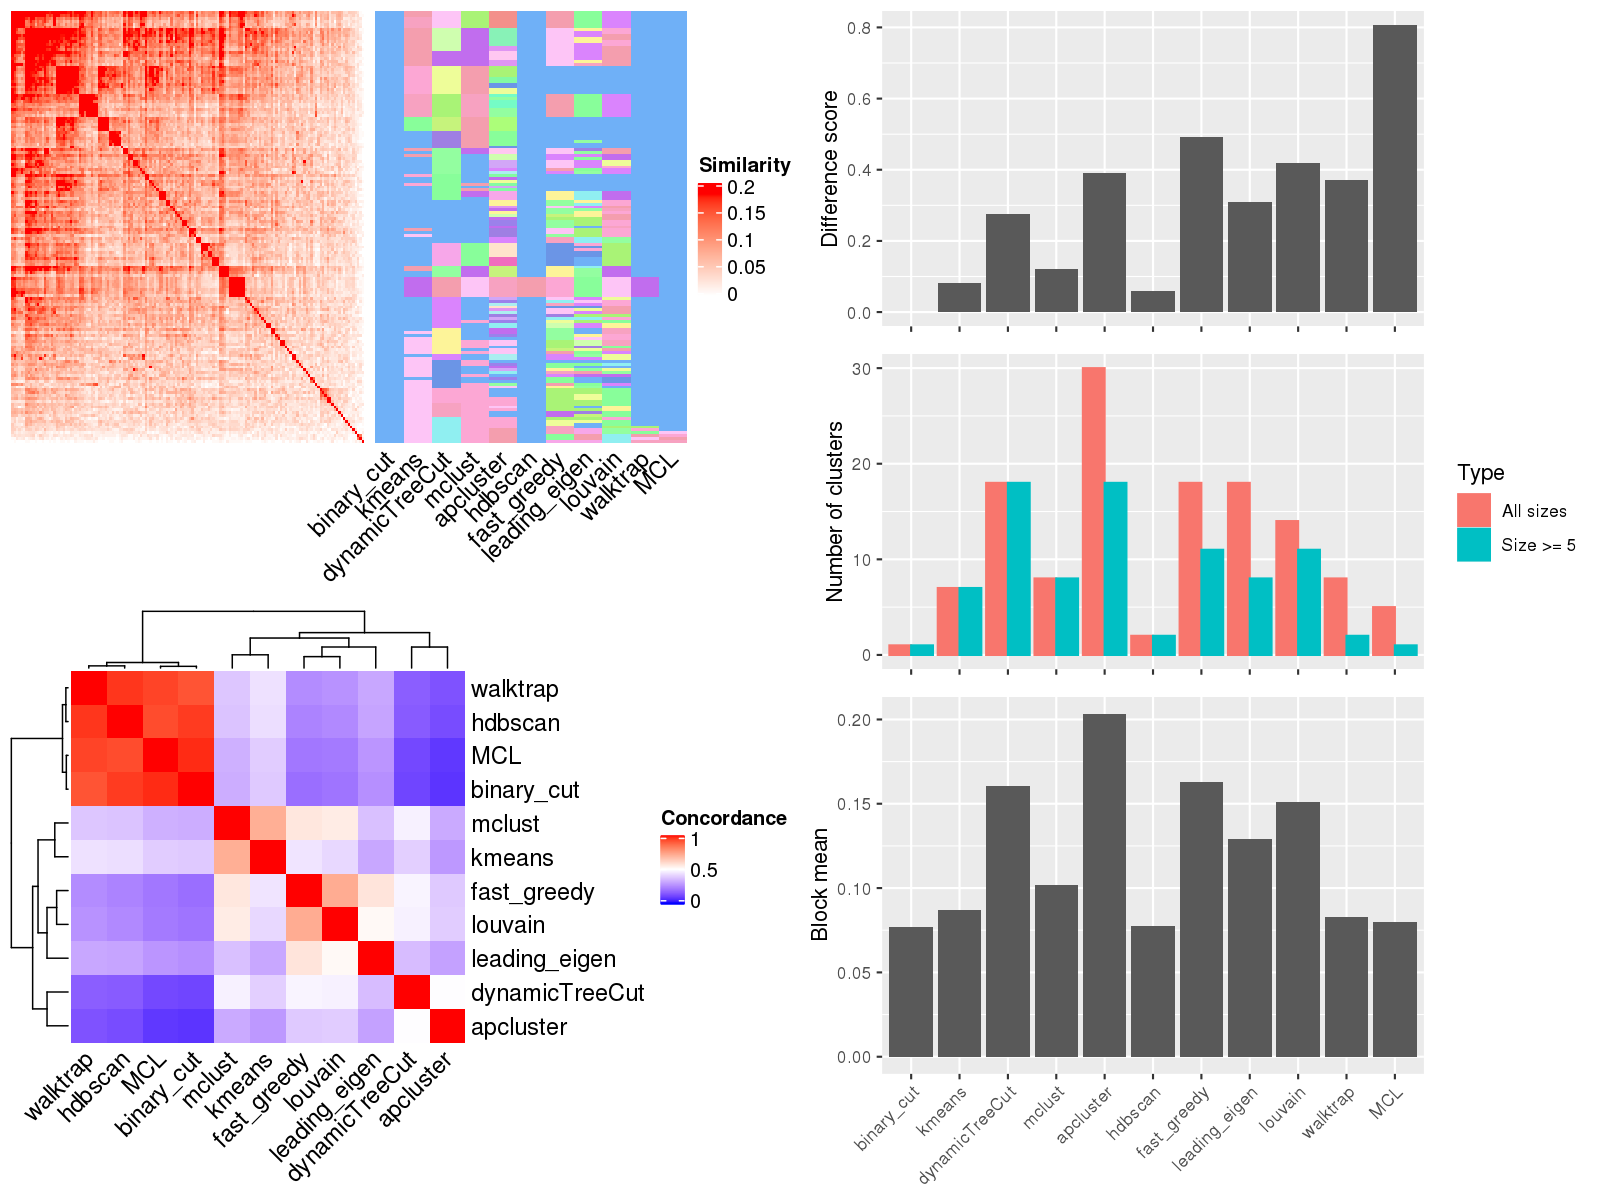 Similarity
0.2
0.15
0.1
0.05
0
binary_cut
kmeans
dynamicTreeCut
mclust
apcluster
hdbscan
fast_greedy
leading_eigen
louvain
walktrap
MCL
walktrap
hdbscan
MCL
binary_cut
mclust
kmeans
fast_greedy
louvain
leading_eigen
dynamicTreeCut
apcluster
Concordance
1
0.5
0
walktrap
hdbscan
MCL
binary_cut
mclust
kmeans
fast_greedy
louvain
leading_eigen
dynamicTreeCut
apcluster
Difference score
0.8
0.6
0.4
0.2
0.0
Number of clusters
30
20
10
0
Type
All sizes
Size >= 5
Block mean
0.20
0.15
0.10
0.05
0.00
binary_cut
kmeans
dynamicTreeCut
mclust
apcluster
hdbscan
fast_greedy
leading_eigen
louvain
walktrap
MCL